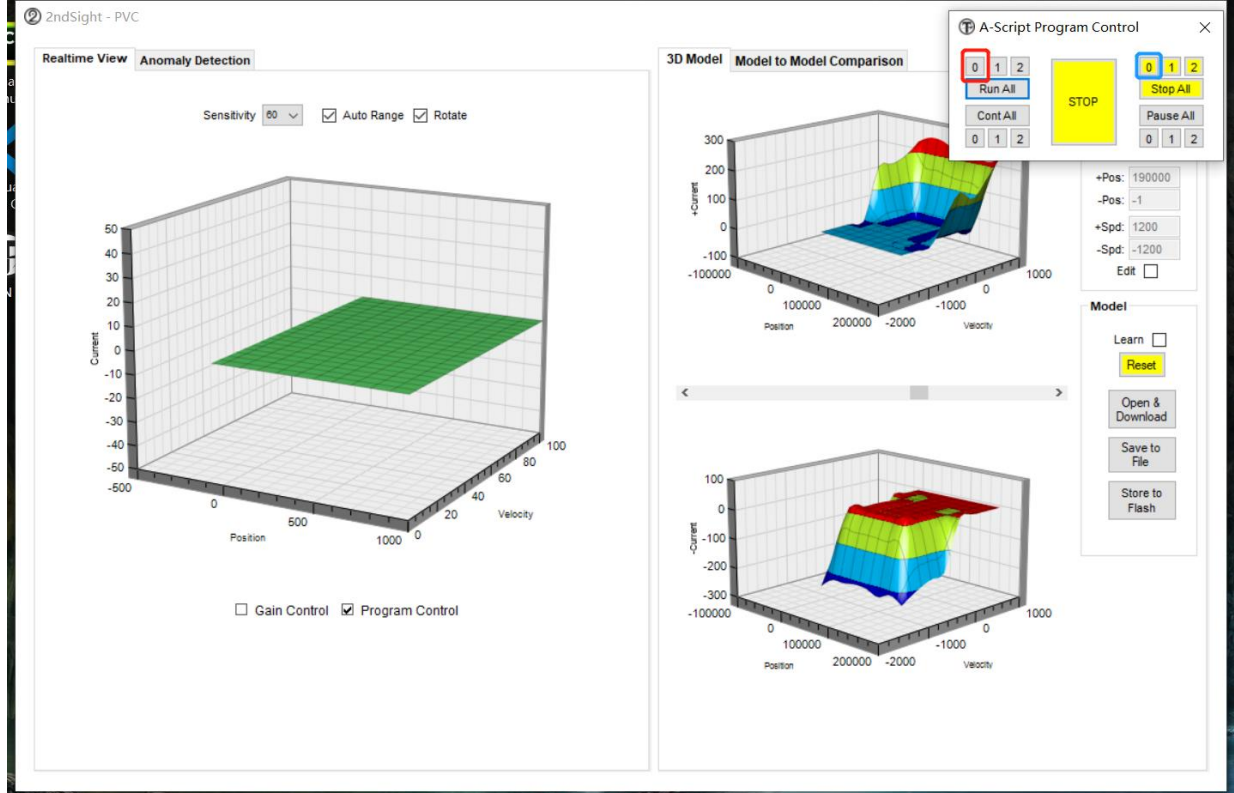 2ndSight - PVC
A-Script Program Control
Realtime View Anomaly Detection
Sensitivity 60 Auto Range Rotate
50
40
30
20
10
0
-10
-20
-30
-40
-50
Current
-500 0 500 1000
Position
0 20 40 60 80 100
Velocity
Gain Control Program Control
3D Model Model to Model Comparison
300
200
100
0
-100
+Current
-100000 0 100000 200000
Position
-2000 -1000 0 1000
Velocity
100
0
-100
-200
-300
-Current
-100000 0 100000 200000
Position
-2000 -1000 0 1000
Velocity
0 1 2
Run All
Cont All
0 1 2
STOP
0 1 2
Stop All
Pause All
0 1 2
+Pos: 190000
-Pos: -1
+Spd: 1200
-Spd: -1200
Edit
Model
Learn
Reset
Open &
Download
Save to
File
Store to
Flash